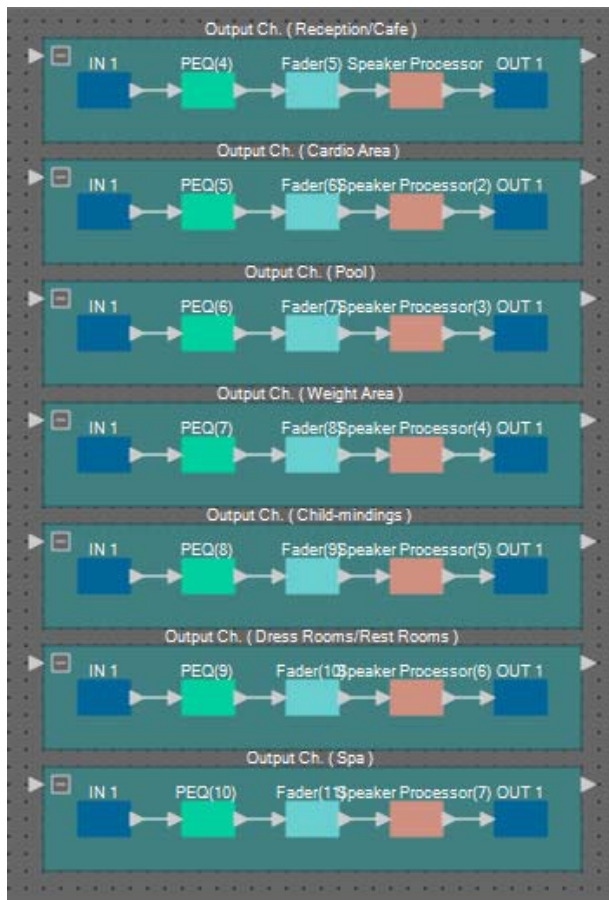 Output Ch. ( Reception/Cafe )
IN 1 PEQ(4) Fader(5) Speaker Processor OUT 1
Output Ch. ( Cardio Area )
IN 1 PEQ(5) Fader(6) Speaker Processor(2) OUT 1
Output Ch. ( Pool )
IN 1 PEQ(6) Fader(7) Speaker Processor(3) OUT 1
Output Ch. ( Weight Area )
IN 1 PEQ(7) Fader(8) Speaker Processor(4) OUT 1
Output Ch. ( Child-mindings )
IN 1 PEQ(8) Fader(9) Speaker Processor(5) OUT 1
Output Ch. ( Dress Rooms/Rest Rooms )
IN 1 PEQ(9) Fader(10) Speaker Processor(6) OUT 1
Output Ch. ( Spa )
IN 1 PEQ(10) Fader(11) Speaker Processor(7) OUT 1